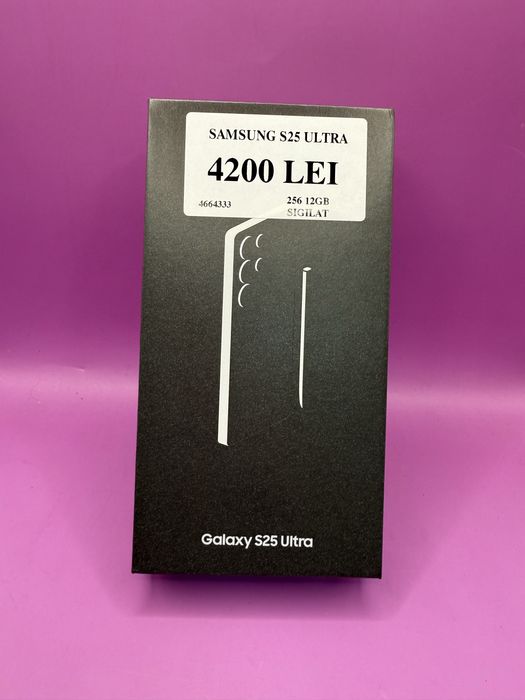 SAMSUNG S25 ULTRA
4200 LEI
4664333 256 12GB
SIGILAT
Galaxy S25 Ultra